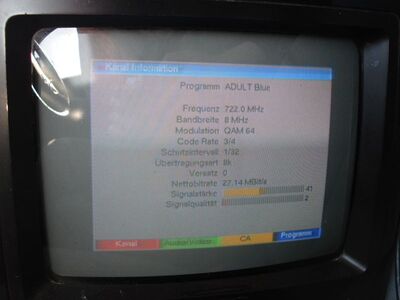 Kanal Information
Programm ADULT Blue
Frequenz 722.0 MHz
Bandbreite 8 MHz
Modulation QAM 64
Code Rate 3/4
Schutzintervall 1/32
Übertragungsart 8k
Versatz 0
Nettobitrate 27.14 MBit/s
Signalstärke 41
Signalqualität 2
Kanal Audio/Video CA Programm